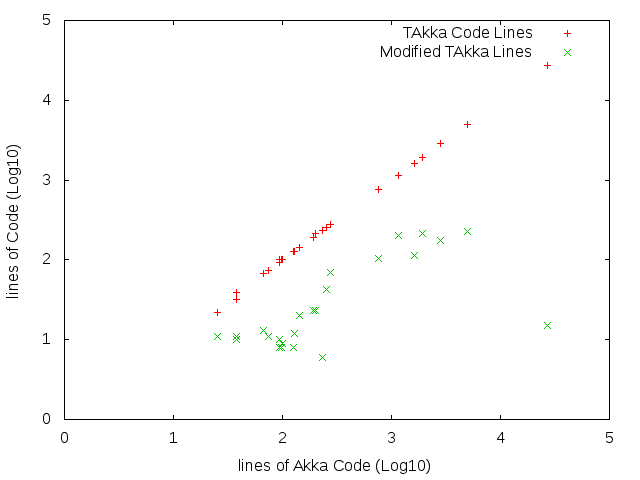 TAkka Code Lines
Modified TAkka Lines
5
4
3
2
1
0
0 1 2 3 4 5
lines of Code (Log10)
lines of Akka Code (Log10)